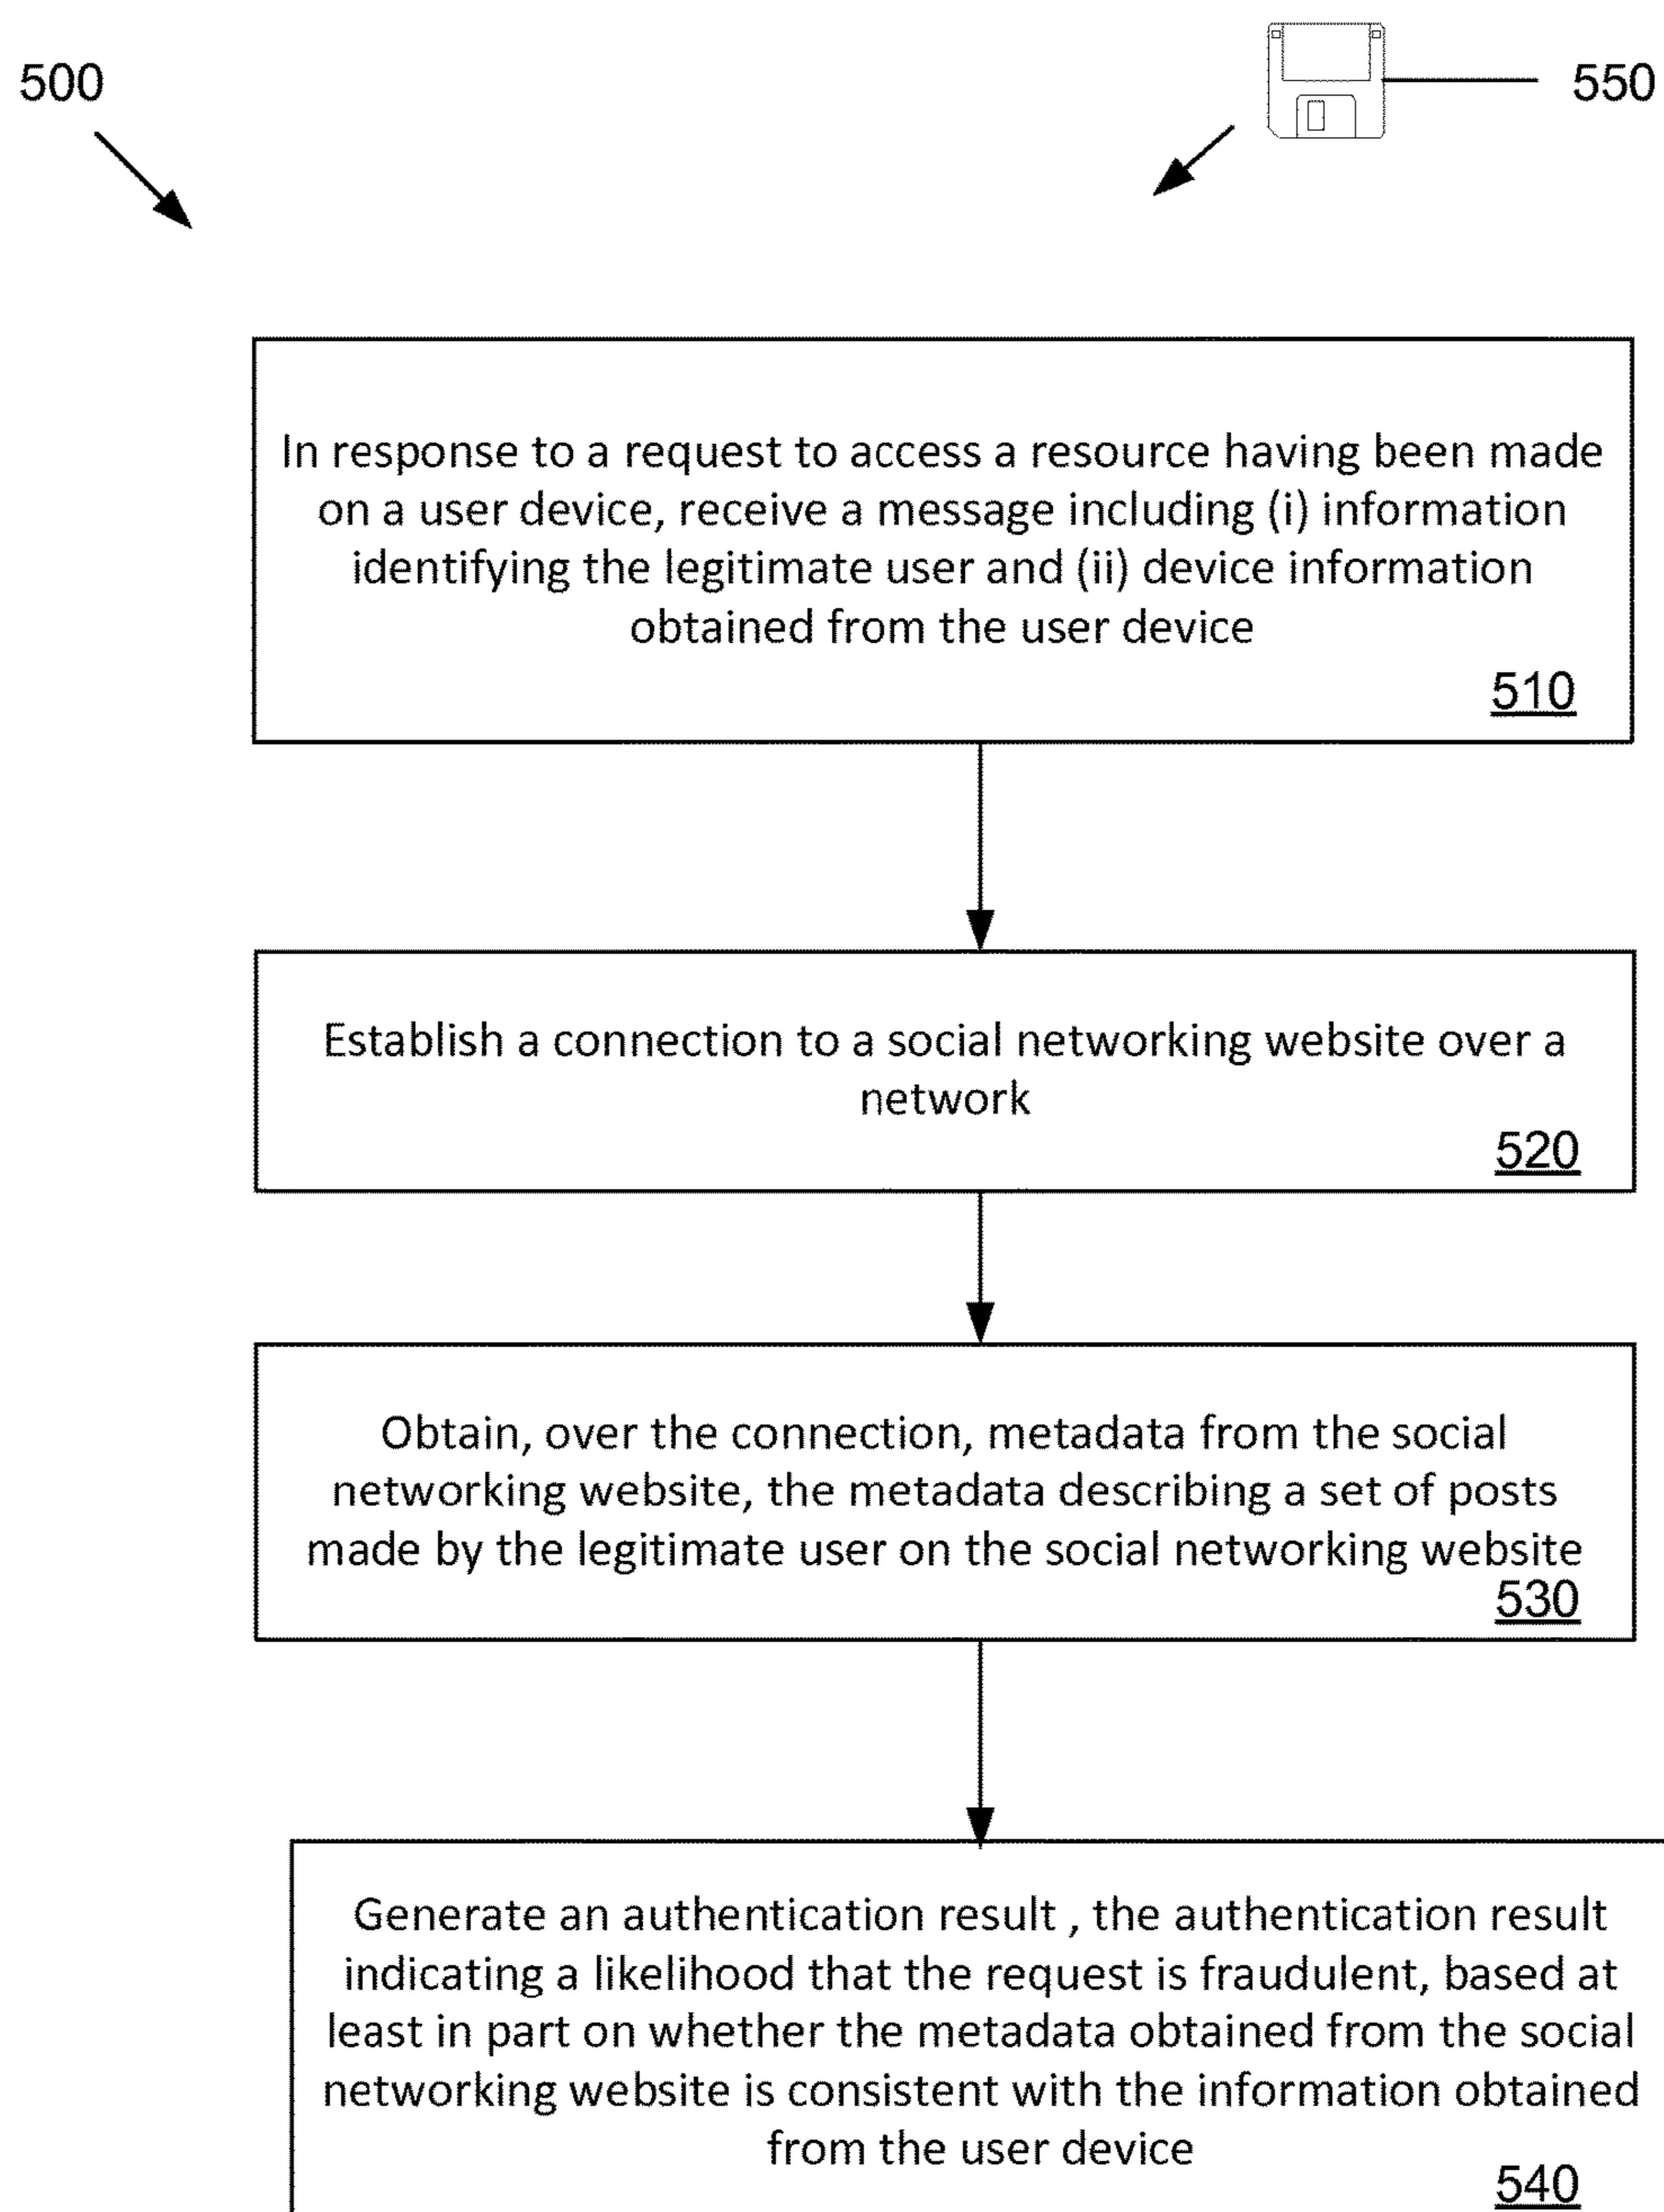 500
550
In response to a request to access a resource having been made
on a user device, receive a message including (i) information
identifying the legitimate user and (ii) device information
obtained from the user device
510
Establish a connection to a social networking website over a
network
520
Obtain, over the connection, metadata from the social
networking website, the metadata describing a set of posts
made by the legitimate user on the social networking website
530
Generate an authentication result , the authentication result
indicating a likelihood that the request is fraudulent, based at
least in part on whether the metadata obtained from the social
networking website is consistent with the information obtained
from the user device
540